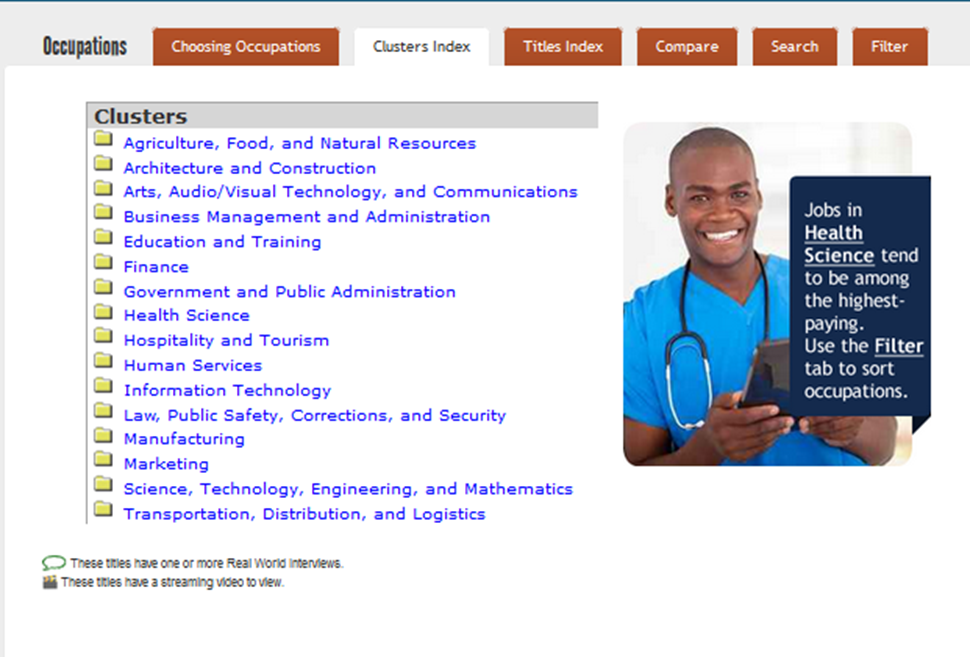 Occupations
Choosing Occupations
Clusters Index
Titles Index
Compare
Search
Filter
Clusters
Agriculture, Food, and Natural Resources
Architecture and Construction
Arts, Audio/Visual Technology, and Communications
Business Management and Administration
Education and Training
Finance
Government and Public Administration
Health Science
Hospitality and Tourism
Human Services
Information Technology
Law, Public Safety, Corrections, and Security
Manufacturing
Marketing
Science, Technology, Engineering, and Mathematics
Transportation, Distribution, and Logistics
Jobs in
Health
Science tend
to be among
the highest-
paying.
Use the Filter
tab to sort
occupations.
These titles have one or more Real World Interviews.
These titles have a streaming video to view.